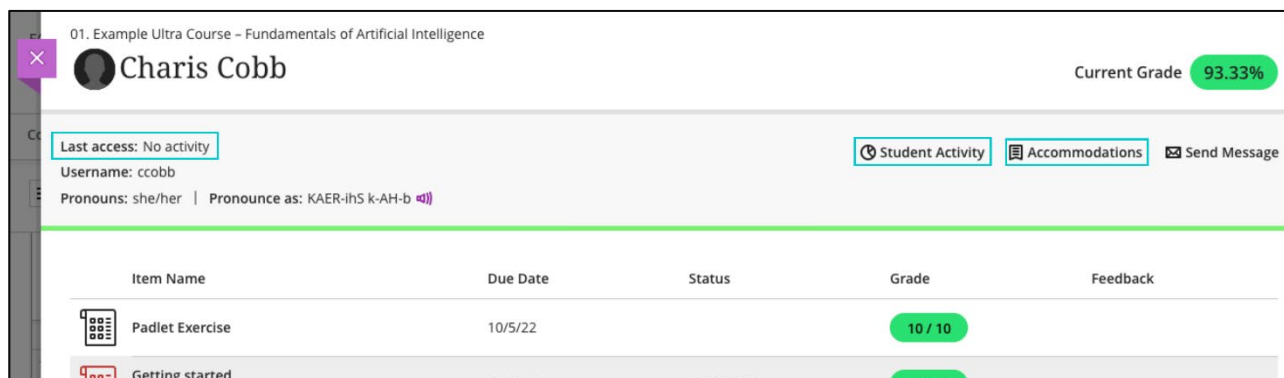 01. Example Ultra Course – Fundamentals of Artificial Intelligence
Charis Cobb
Current Grade 93.33%
Last access: No activity
Student Activity Accommodations Send Message
Username: ccobb
Pronouns: she/her | Pronounce as: KAER-ihS k-AH-b
Item Name Due Date Status Grade Feedback
Padlet Exercise 10/5/22 10 / 10
Getting started